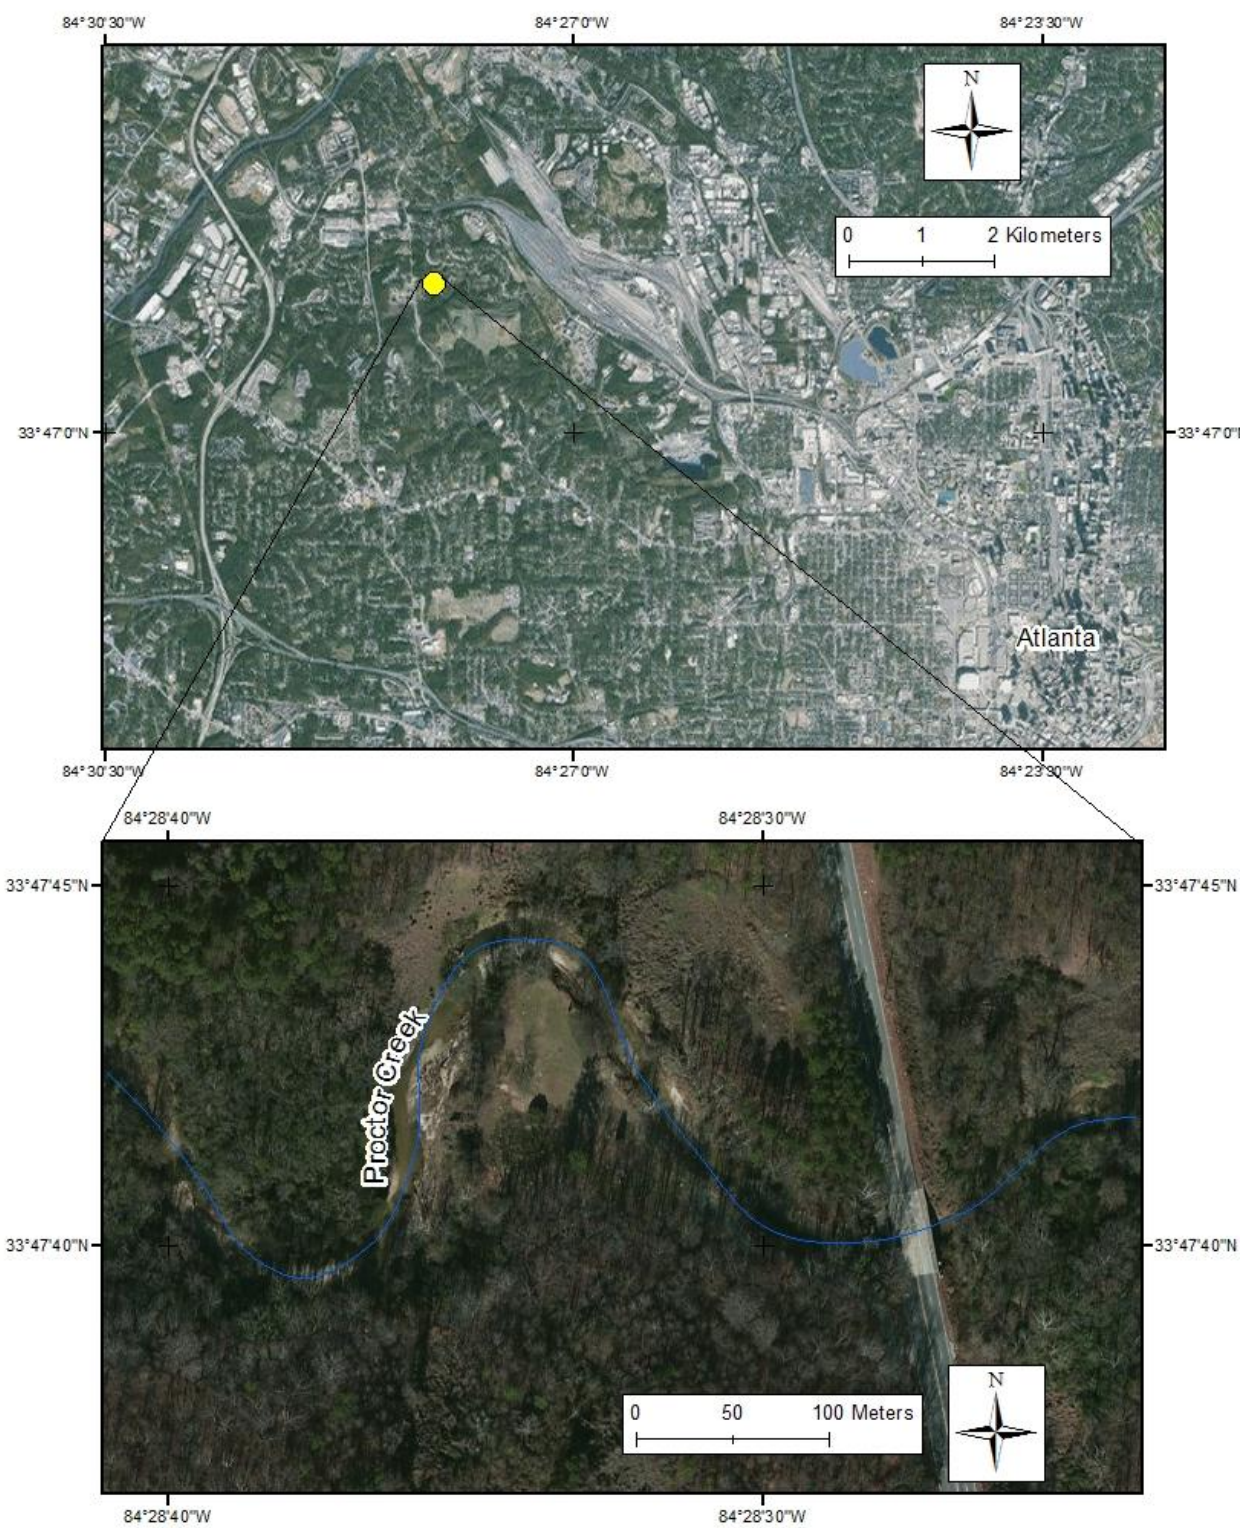 84°30'30"W 84°27'0"W 84°23'30"W
N
0 1 2 Kilometers
33°47'0"N 33°47'0"N
Atlanta
84°30'30"W 84°27'0"W 84°23'30"W
84°28'40"W 84°28'30"W
33°47'45"N 33°47'45"N
Proctor Creek
33°47'40"N 33°47'40"N
0 50 100 Meters
N
84°28'40"W 84°28'30"W